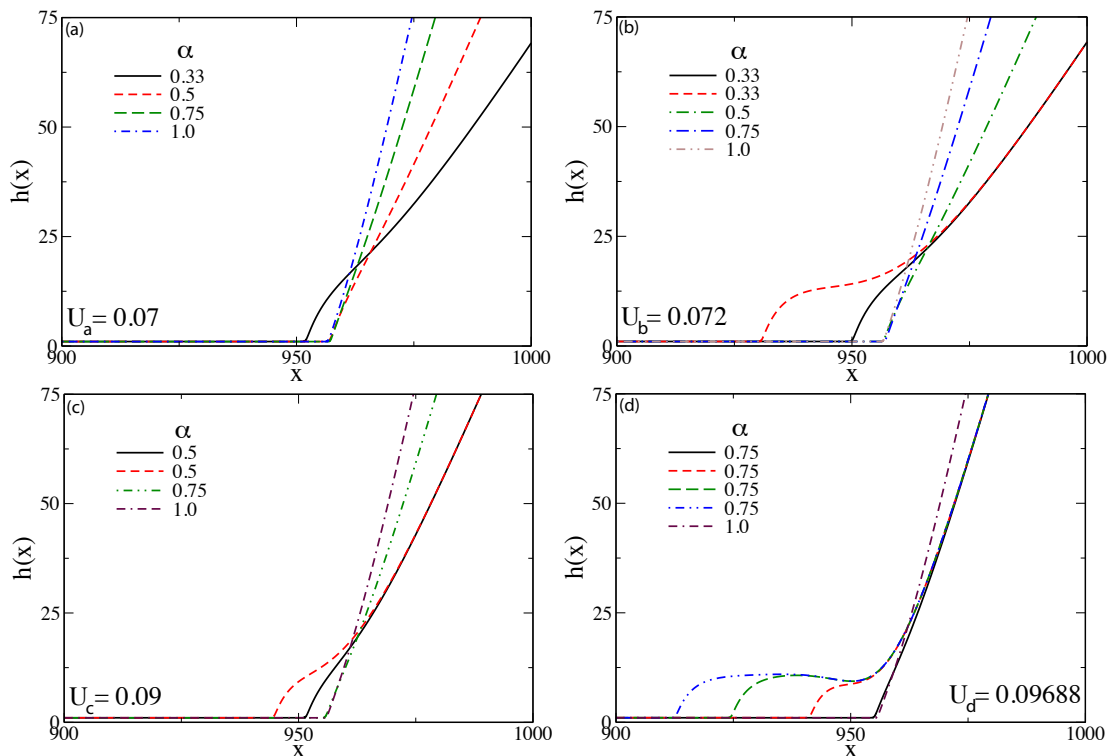 (a)
α
0.33
0.5
0.75
1.0
h(x)
75
50
25
0
U_a = 0.07
900
950
1000
x
(b)
α
0.33
0.33
0.5
0.75
1.0
h(x)
75
50
25
0
U_b = 0.072
900
950
1000
x
(c)
α
0.5
0.5
0.75
1.0
h(x)
75
50
25
0
U_c = 0.09
900
950
1000
x
(d)
α
0.75
0.75
0.75
0.75
1.0
h(x)
75
50
25
0
U_d = 0.09688
900
950
1000
x